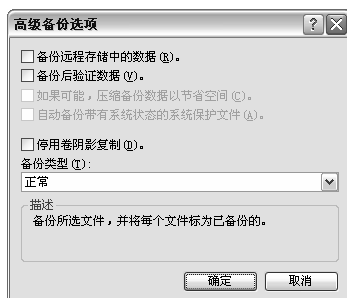 高级备份选项
备份远程存储中的数据(R)。
备份后验证数据(V)。
如果可能，压缩备份数据以节省空间(C)。
自动备份带有系统状态的系统保护文件(A)。
停用卷阴影复制(D)。
备份类型(T):
正常
描述
备份所选文件，并将每个文件标为已备份的。
确定 取消